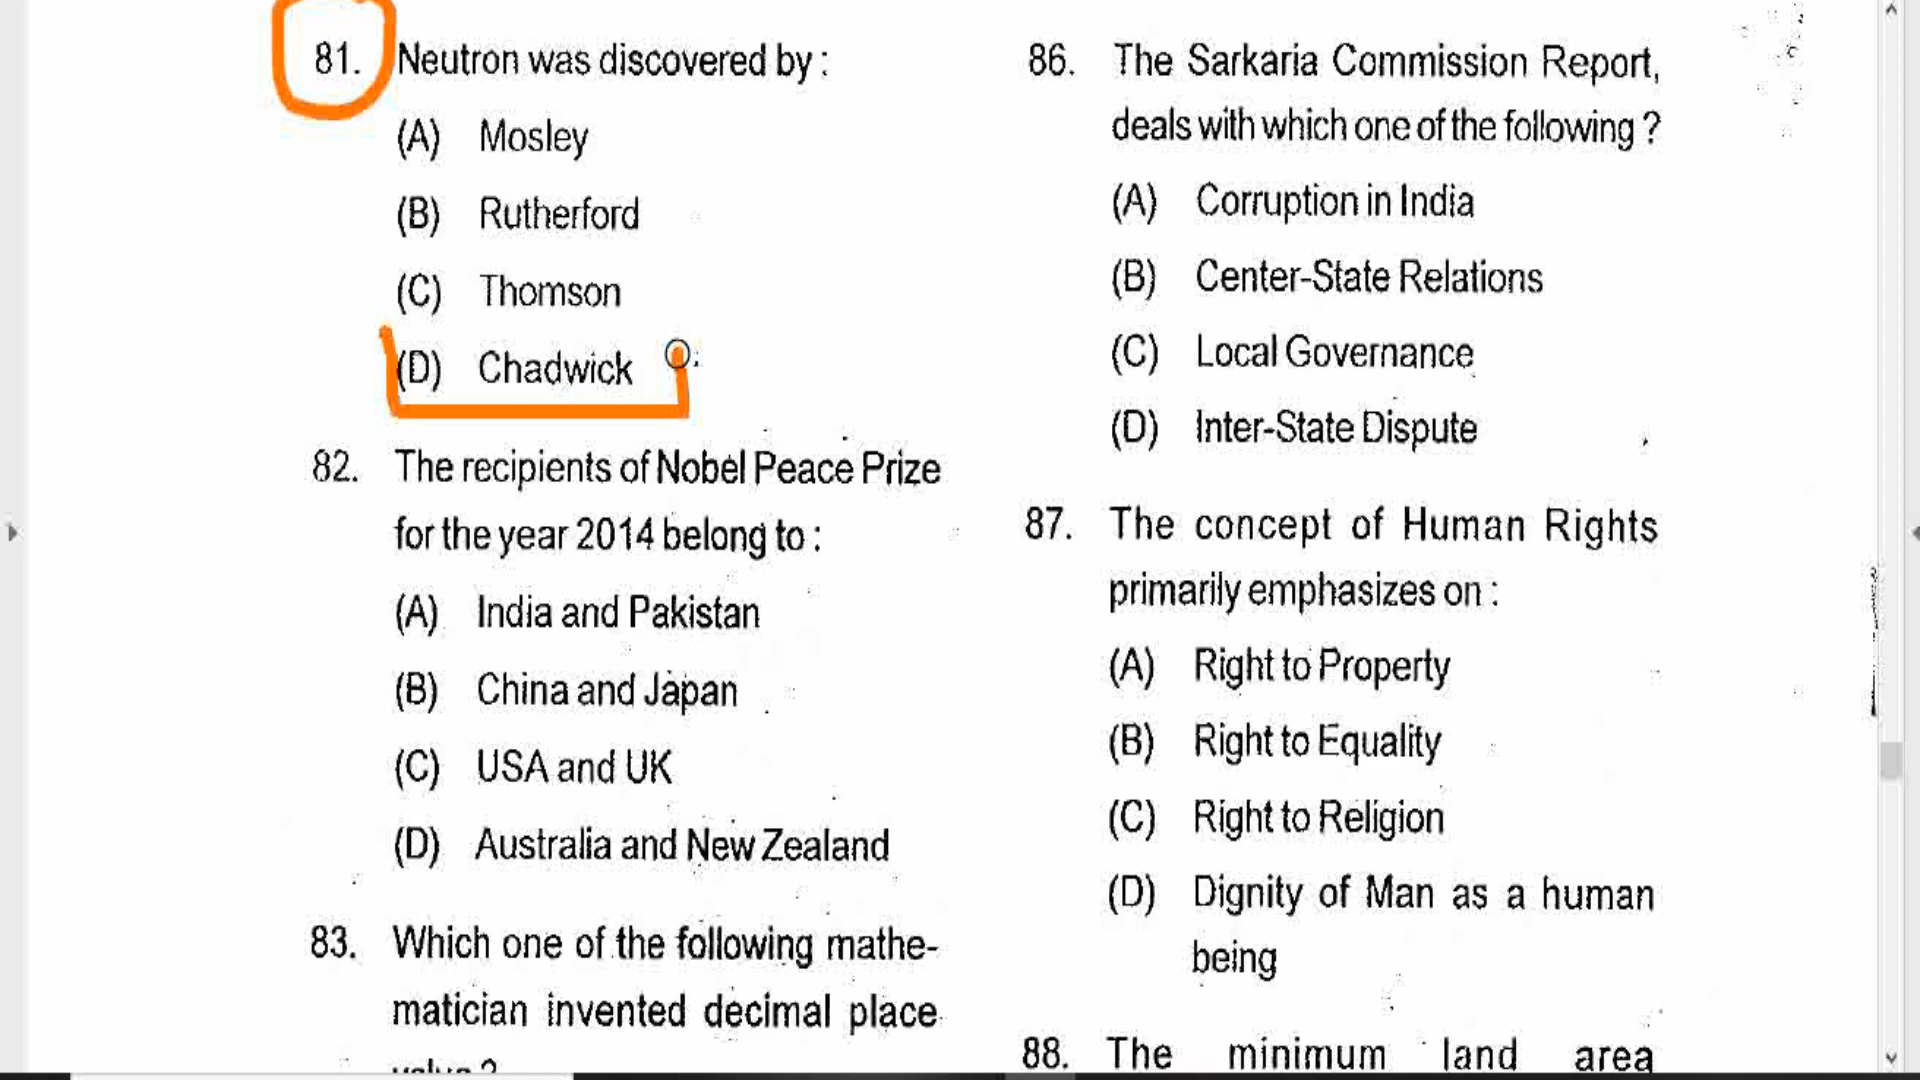 81. Neutron was discovered by :
(A) Mosley
(B) Rutherford
(C) Thomson
(D) Chadwick
82. The recipients of Nobel Peace Prize
for the year 2014 belong to :
(A) India and Pakistan
(B) China and Japan
(C) USA and UK
(D) Australia and New Zealand
83. Which one of the following mathe-
matician invented decimal place
value ?
86. The Sarkaria Commission Report,
deals with which one of the following ?
(A) Corruption in India
(B) Center-State Relations
(C) Local Governance
(D) Inter-State Dispute
87. The concept of Human Rights
primarily emphasizes on :
(A) Right to Property
(B) Right to Equality
(C) Right to Religion
(D) Dignity of Man as a human
being
88. The minimum land area